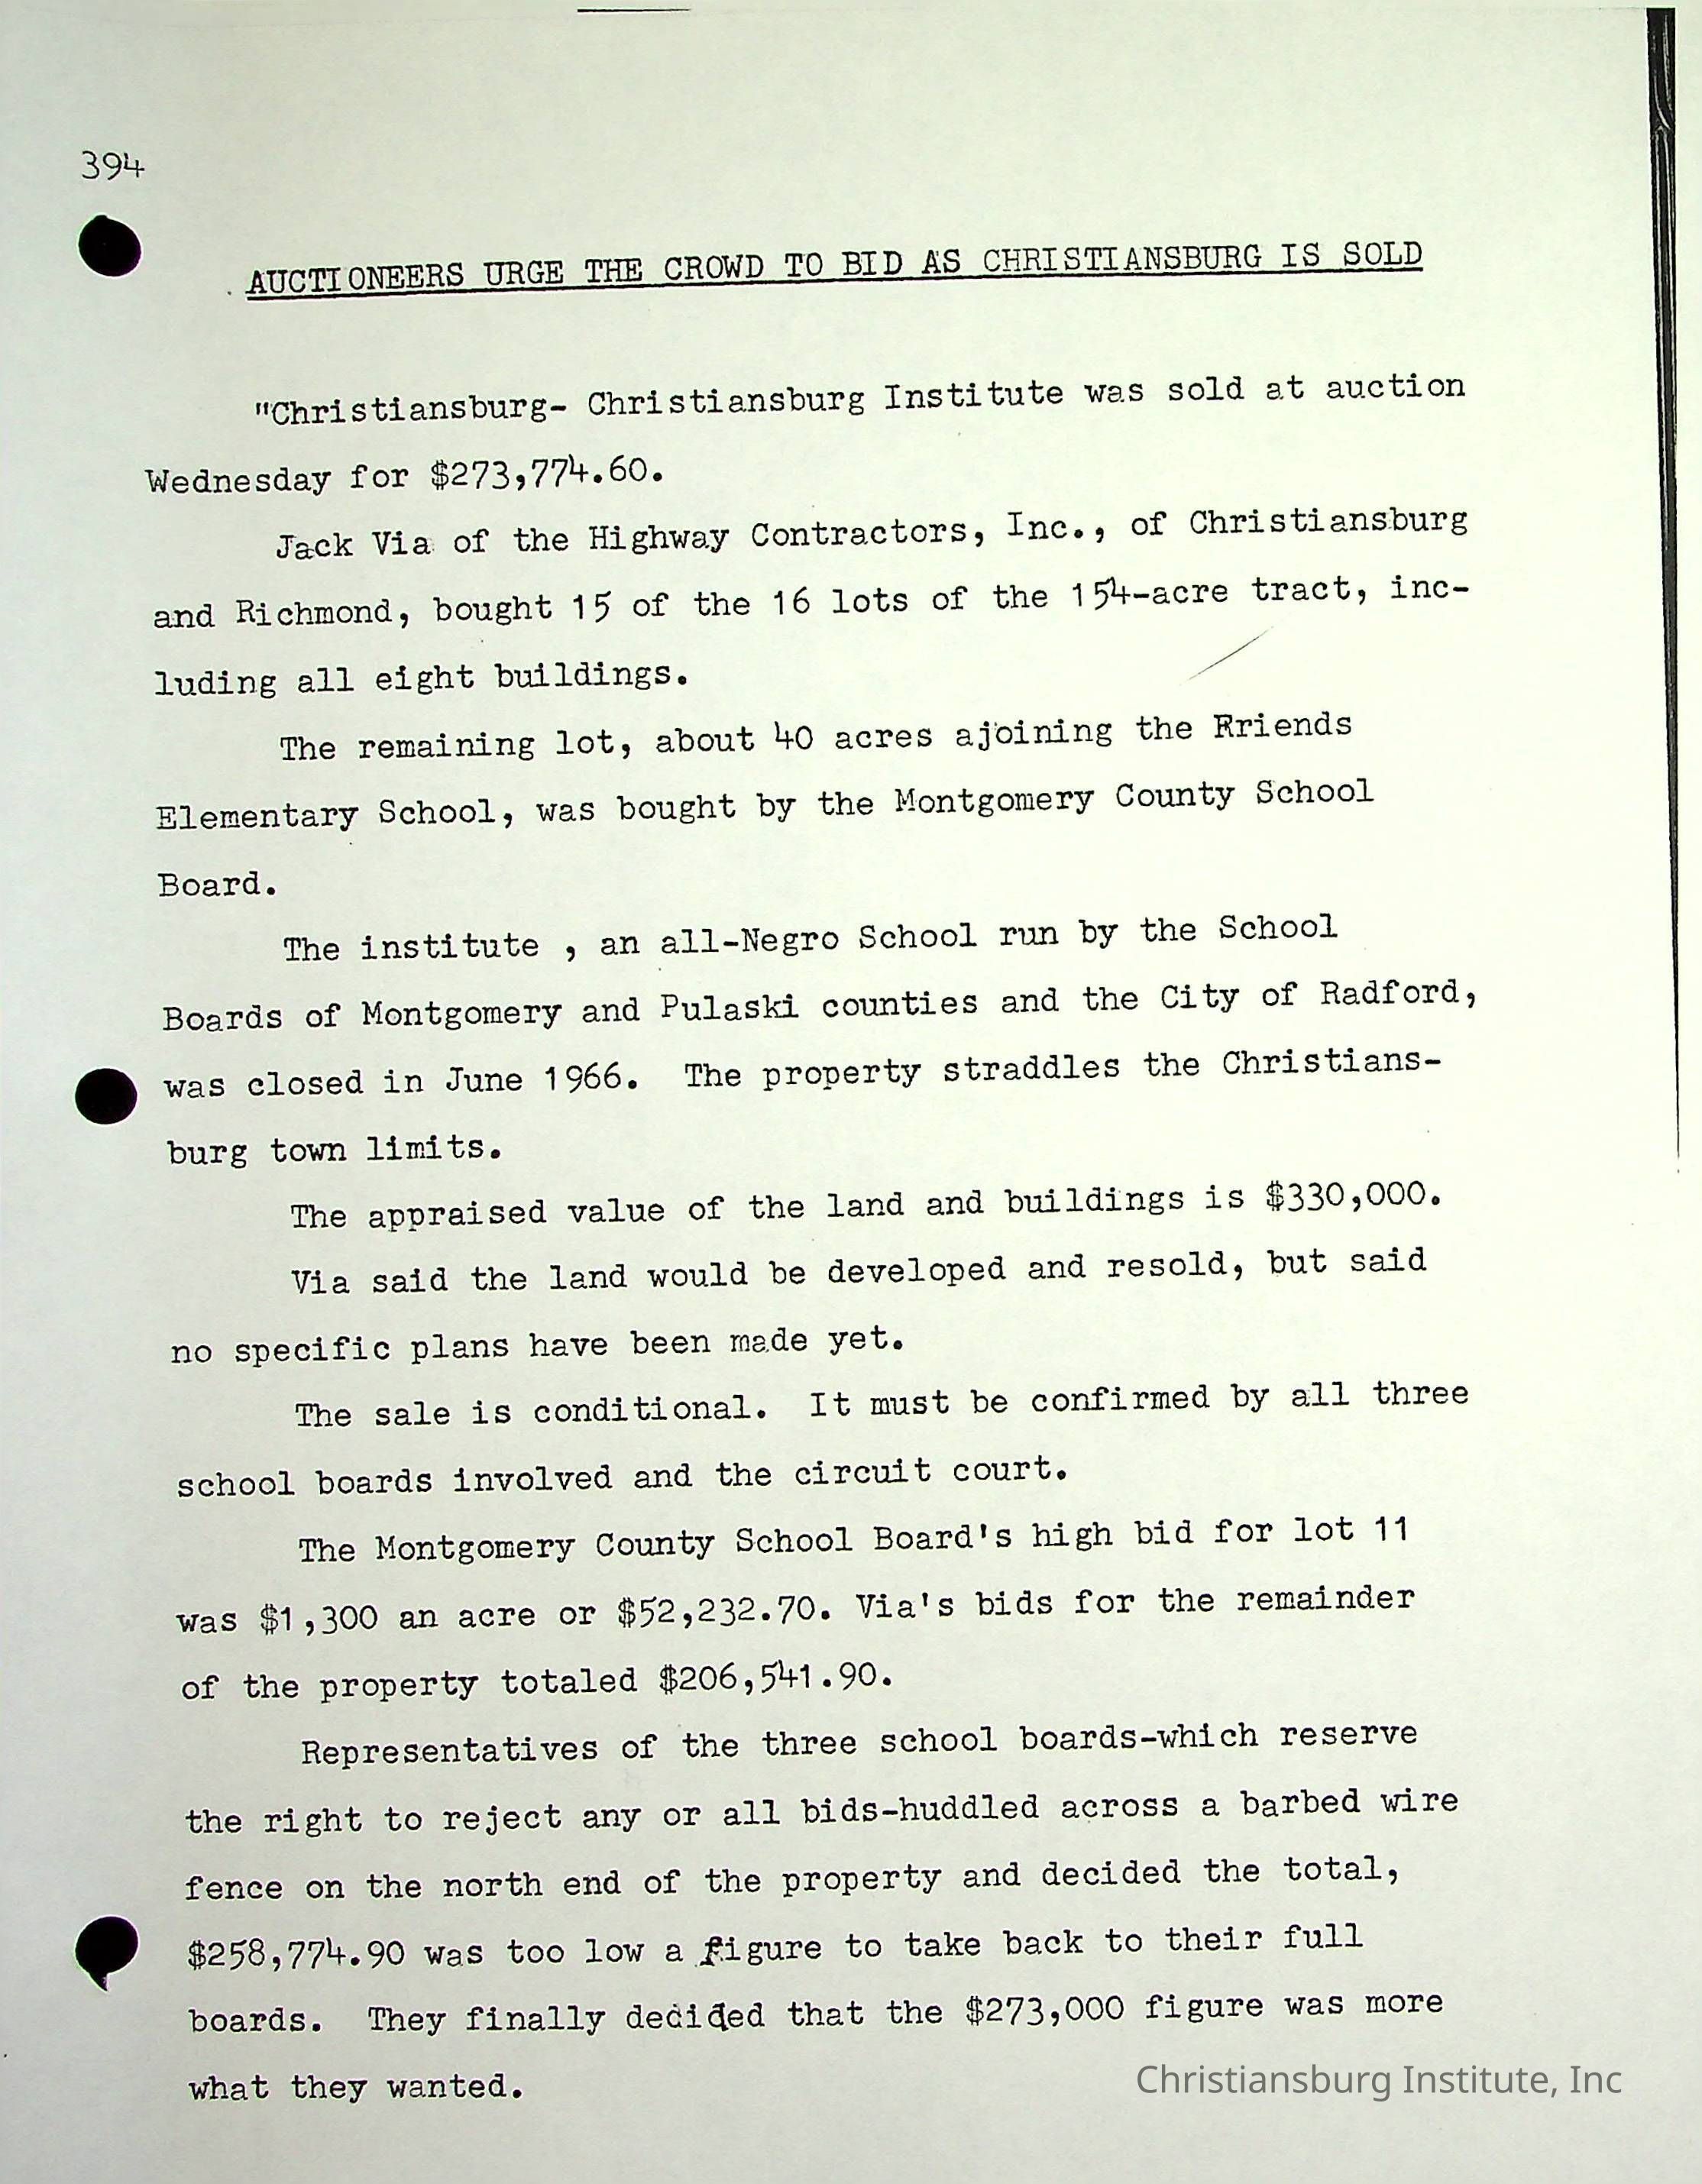 394
AUCTIONEERS URGE THE CROWD TO BID AS CHRISTIANSBURG IS SOLD
"Christiansburg- Christiansburg Institute was sold at auction
Wednesday for $273,774.60.
Jack Via of the Highway Contractors, Inc., of Christiansburg
and Richmond, bought 15 of the 16 lots of the 154-acre tract, inc-
luding all eight buildings.
The remaining lot, about 40 acres ajoining the Rriends
Elementary School, was bought by the Montgomery County School
Board.
The institute , an all-Negro School run by the School
Boards of Montgomery and Pulaski counties and the City of Radford,
was closed in June 1966. The property straddles the Christians-
burg town limits.
The appraised value of the land and buildings is $330,000.
Via said the land would be developed and resold, but said
no specific plans have been made yet.
The sale is conditional. It must be confirmed by all three
school boards involved and the circuit court.
The Montgomery County School Board's high bid for lot 11
was $1,300 an acre or $52,232.70. Via's bids for the remainder
of the property totaled $206,541.90.
Representatives of the three school boards-which reserve
the right to reject any or all bids-huddled across a barbed wire
fence on the north end of the property and decided the total,
$258,774.90 was too low a figure to take back to their full
boards. They finally decided that the $273,000 figure was more
what they wanted.
Christiansburg Institute, Inc